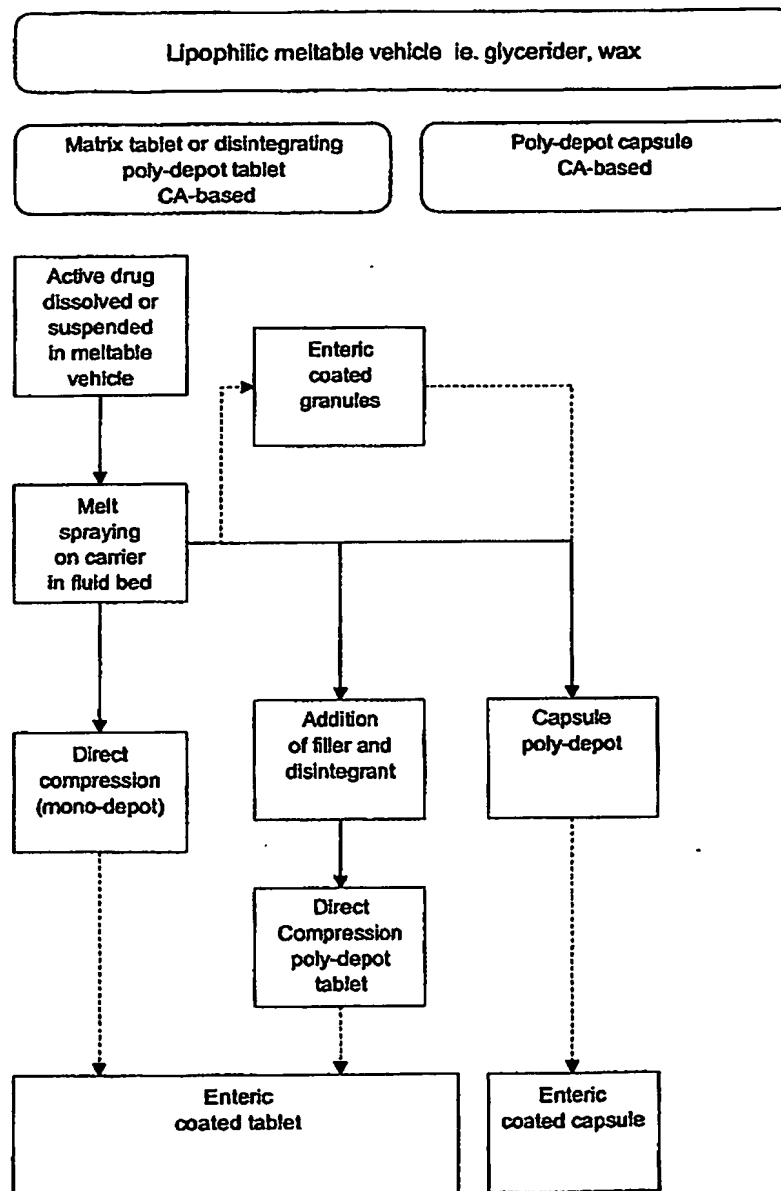 Lipophilic meltable vehicle ie. glycerider, wax
Matrix tablet or disintegrating
poly-depot tablet
CA-based
Poly-depot capsule
CA-based
Active drug
dissolved or
suspended
in meltable
vehicle
Enteric
coated
granules
Melt
spraying
on carrier
in fluid bed
Direct
compression
(mono-depot)
Addition
of filler and
disintegrant
Capsule
poly-depot
Direct
Compression
poly-depot
tablet
Enteric
coated tablet
Enteric
coated capsule